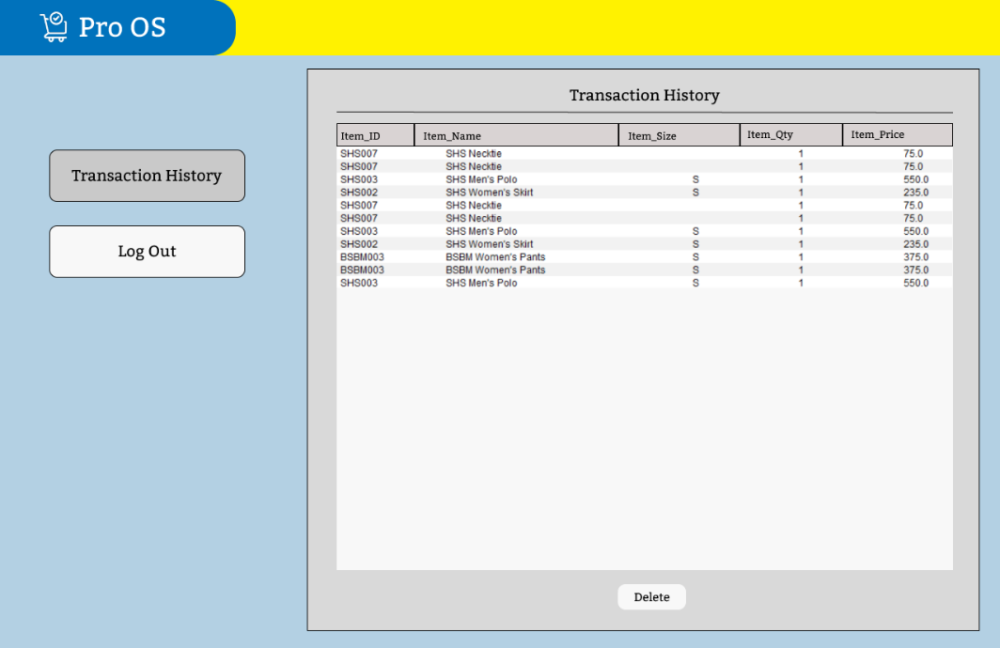 Pro OS
Transaction History
Log Out
Transaction History
Item_ID Item_Name Item_Size Item_Qty Item_Price
SHS007 SHS Necktie 1 75.0
SHS007 SHS Necktie 1 75.0
SHS003 SHS Men's Polo S 1 550.0
SHS002 SHS Women's Skirt S 1 235.0
SHS007 SHS Necktie 1 75.0
SHS007 SHS Necktie 1 75.0
SHS003 SHS Men's Polo S 1 550.0
SHS002 SHS Women's Skirt S 1 235.0
BSBM003 BSBM Women's Pants S 1 375.0
BSBM003 BSBM Women's Pants S 1 375.0
SHS003 SHS Men's Polo S 1 550.0
Delete